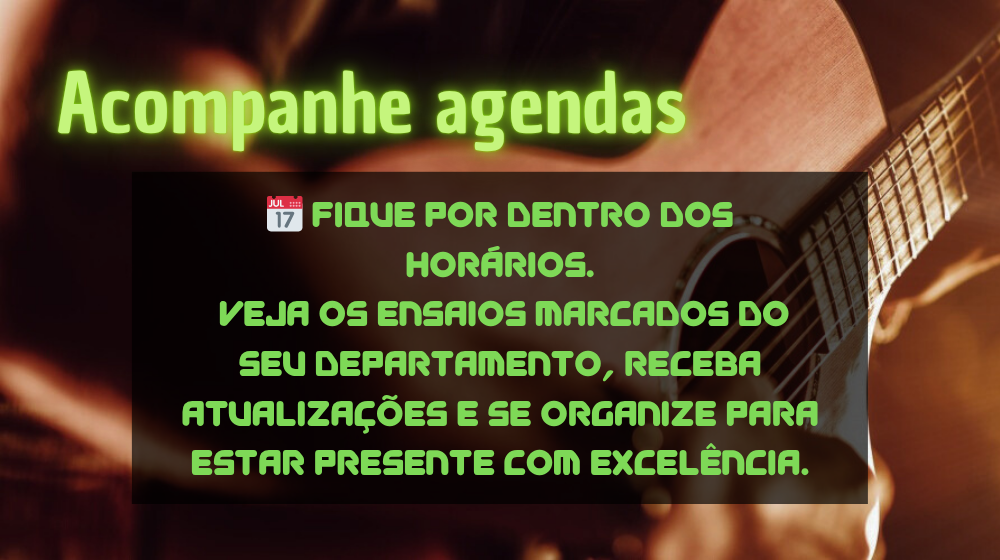 Acompanhe agendas
📅 FIQUE POR DENTRO DOS
HORÁRIOS.
VEJA OS ENSAIOS MARCADOS DO
SEU DEPARTAMENTO, RECEBA
ATUALIZAÇÕES E SE ORGANIZE PARA
ESTAR PRESENTE COM EXCELÊNCIA.